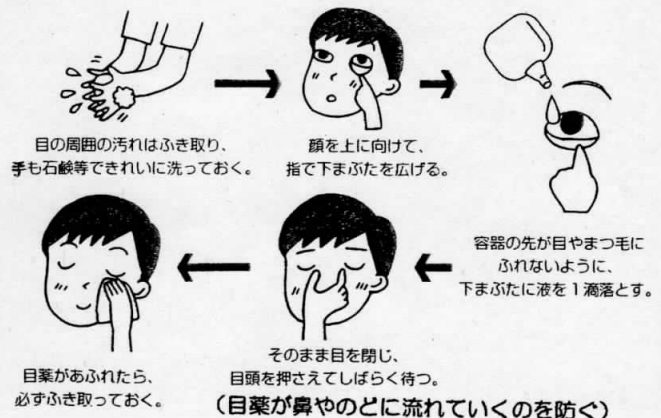 目の周囲の汚れはふき取り、
手も石鹸等できれいに洗っておく。
顔を上に向けて、
指で下まぶたを広げる。
容器の先が目やまつ毛に
ふれないように、
下まぶたに液を1滴落とす。
そのまま目を閉じ、
目頭を押さえてしばらく待つ。
(目薬が鼻やのどに流れていくのを防ぐ)
目薬があふれたら、
必ずふき取っておく。